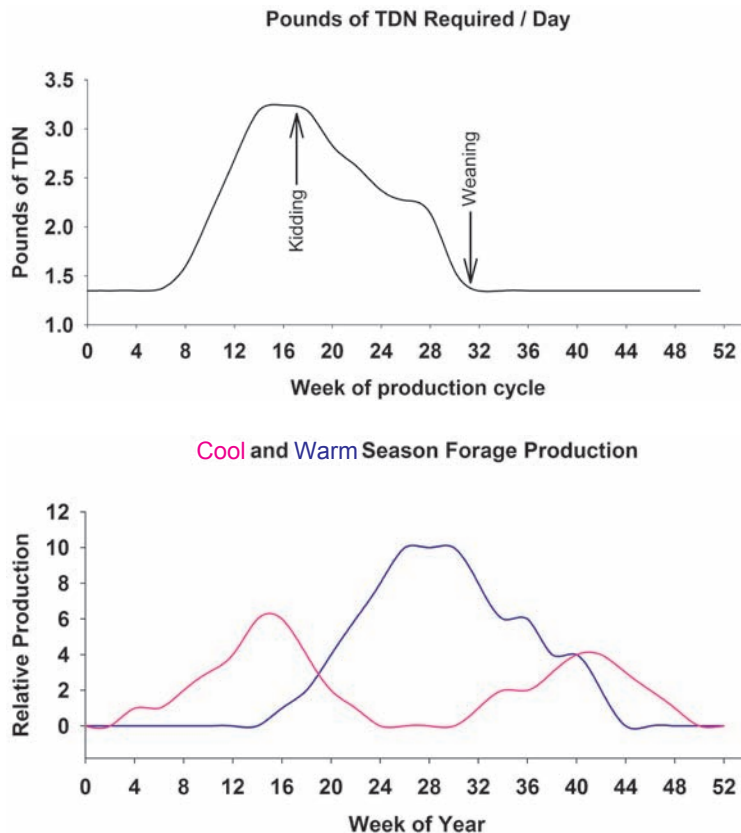 Pounds of TDN Required / Day
Pounds of TDN
3.5
3.0
2.5
2.0
1.5
1.0
Kidding
Weaning
0 4 8 12 16 20 24 28 32 36 40 44 48 52
Week of production cycle
Cool and Warm Season Forage Production
Relative Production
12
10
8
6
4
2
0
0 4 8 12 16 20 24 28 32 36 40 44 48 52
Week of Year